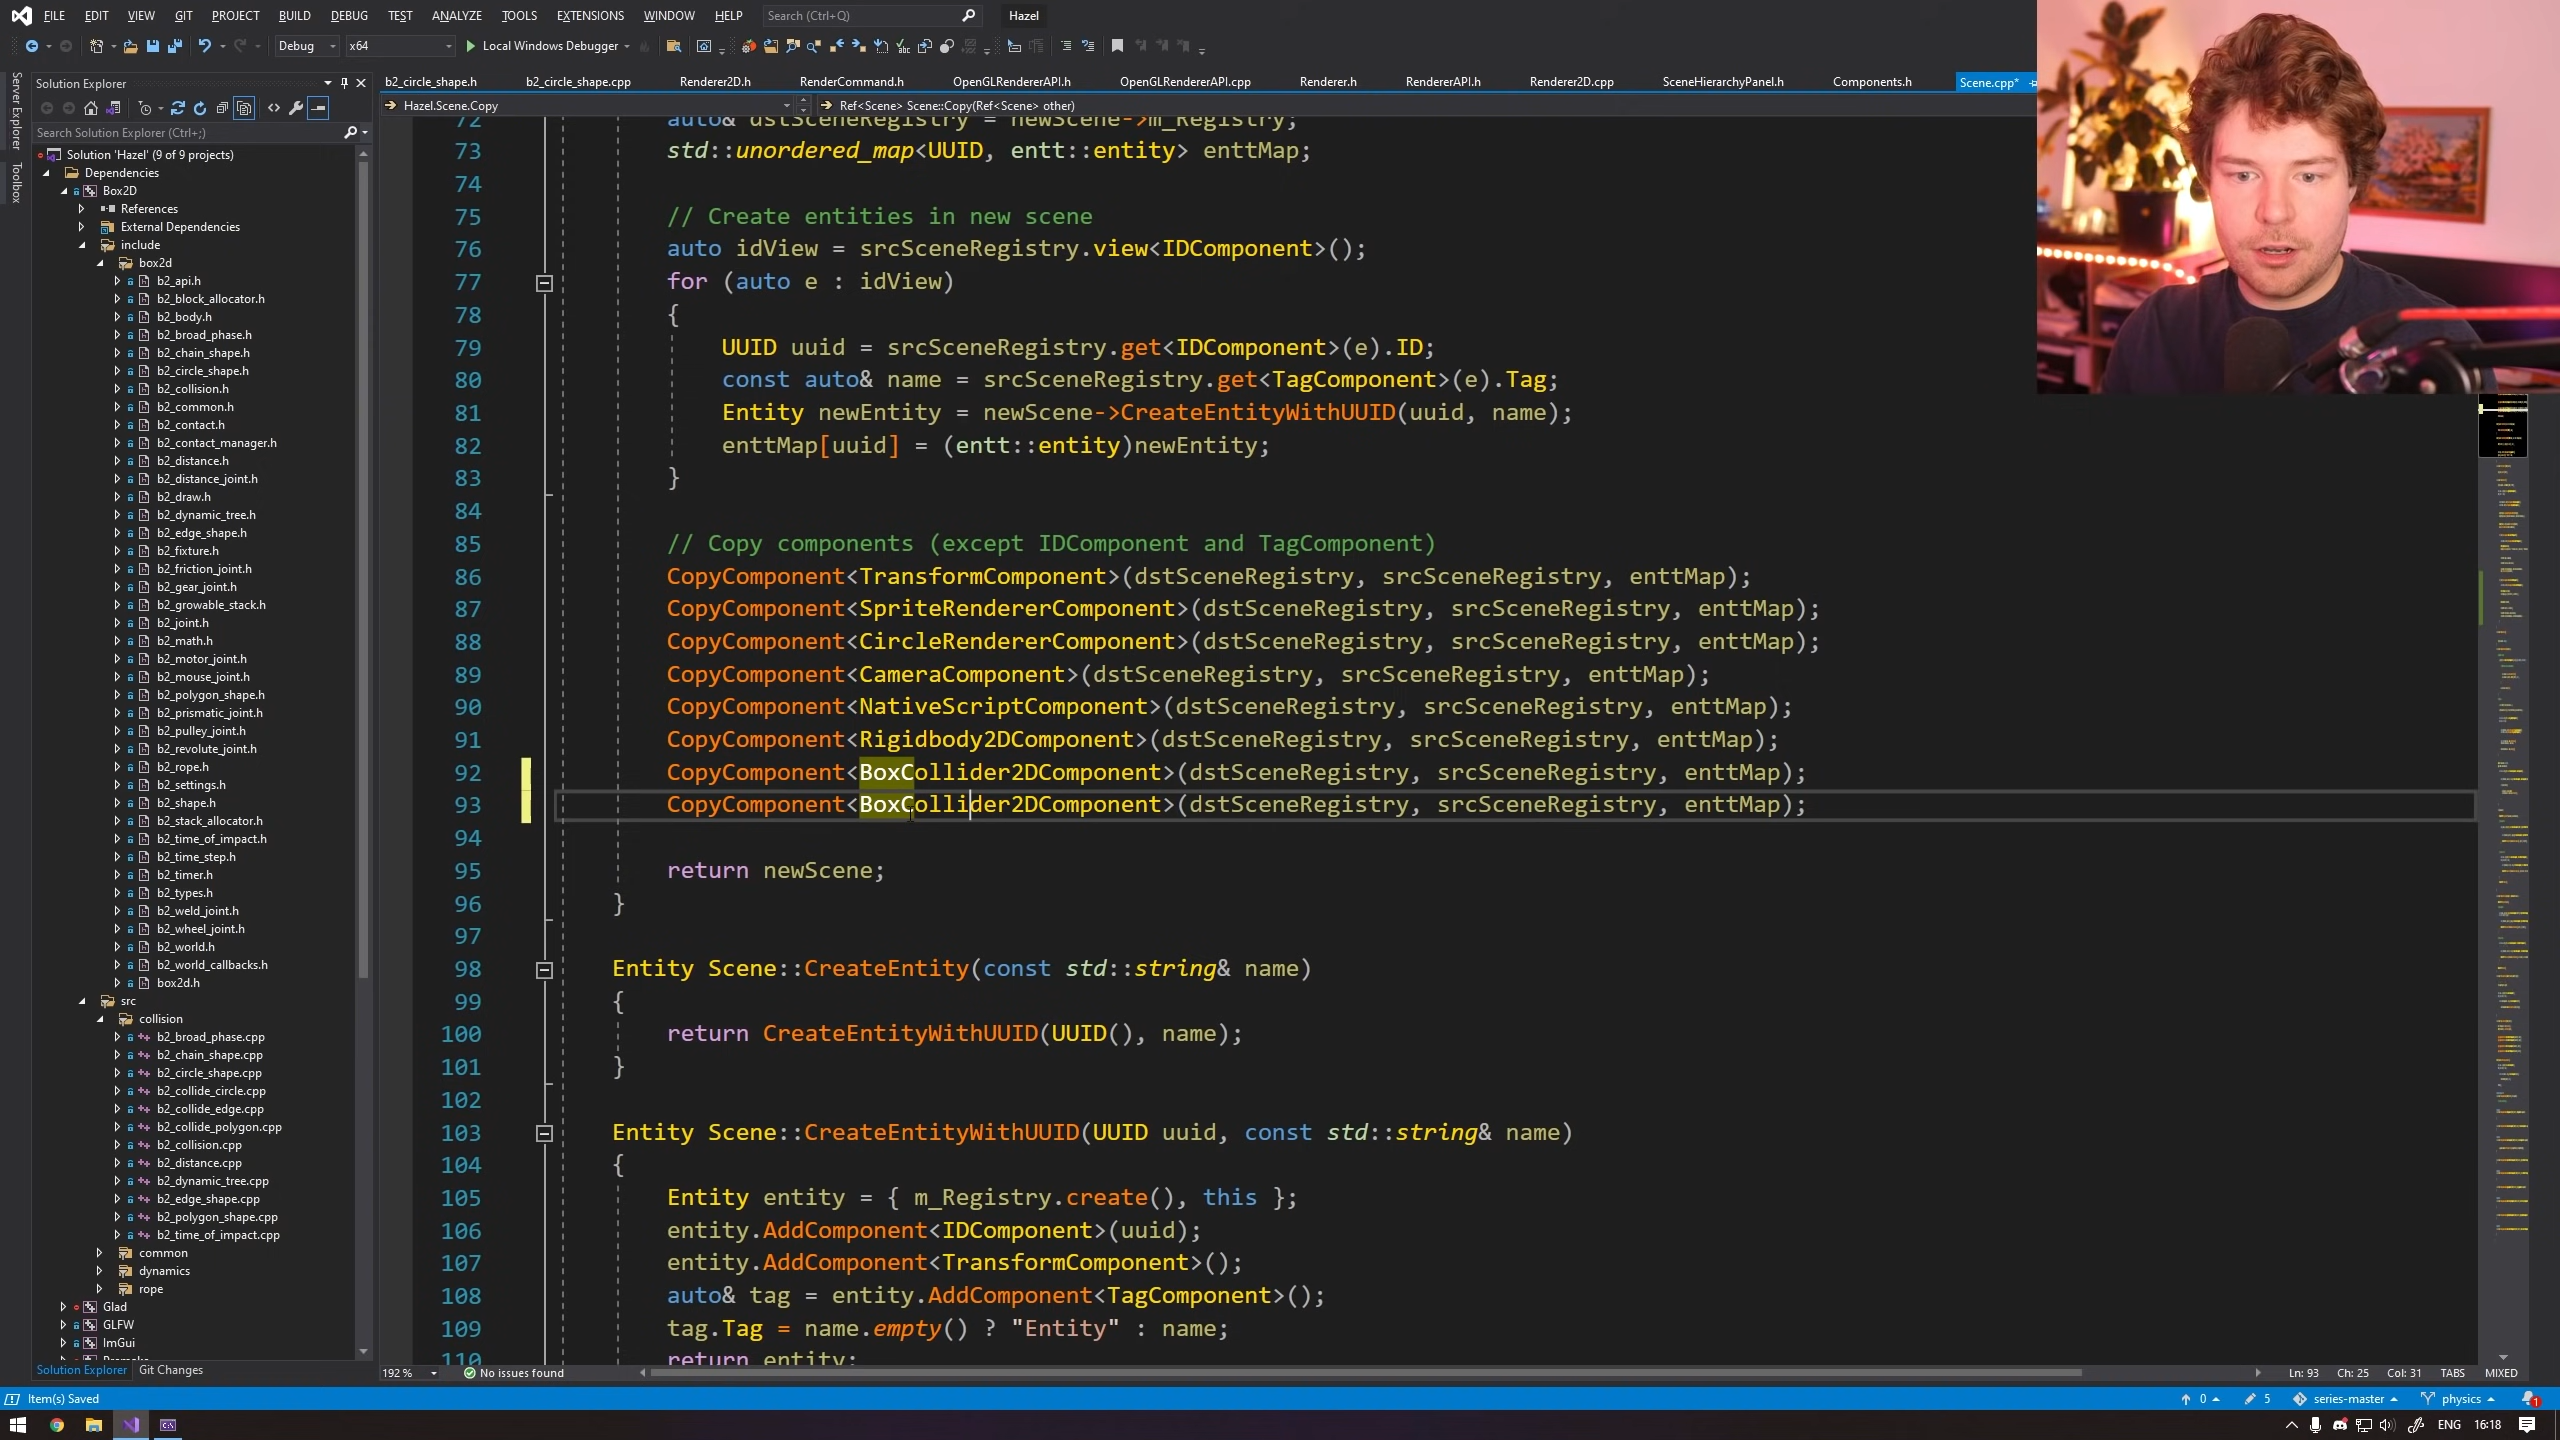 FILE EDIT VIEW GIT PROJECT BUILD DEBUG TEST ANALYZE TOOLS EXTENSIONS WINDOW HELP Search (Ctrl+Q) Hazel
Debug x64 Local Windows Debugger
Server Explorer
Toolbox
Solution Explorer
Search Solution Explorer (Ctrl+;)
Solution 'Hazel' (9 of 9 projects)
Dependencies
Box2D
References
External Dependencies
include
box2d
b2_api.h
b2_block_allocator.h
b2_body.h
b2_broad_phase.h
b2_chain_shape.h
b2_circle_shape.h
b2_collision.h
b2_common.h
b2_contact.h
b2_contact_manager.h
b2_distance.h
b2_distance_joint.h
b2_draw.h
b2_dynamic_tree.h
b2_edge_shape.h
b2_fixture.h
b2_friction_joint.h
b2_gear_joint.h
b2_growable_stack.h
b2_joint.h
b2_math.h
b2_motor_joint.h
b2_mouse_joint.h
b2_polygon_shape.h
b2_prismatic_joint.h
b2_pulley_joint.h
b2_revolute_joint.h
b2_rope.h
b2_settings.h
b2_shape.h
b2_stack_allocator.h
b2_time_of_impact.h
b2_time_step.h
b2_timer.h
b2_types.h
b2_weld_joint.h
b2_wheel_joint.h
b2_world.h
b2_world_callbacks.h
box2d.h
src
collision
b2_broad_phase.cpp
b2_chain_shape.cpp
b2_circle_shape.cpp
b2_collide_circle.cpp
b2_collide_edge.cpp
b2_collide_polygon.cpp
b2_collision.cpp
b2_distance.cpp
b2_dynamic_tree.cpp
b2_edge_shape.cpp
b2_polygon_shape.cpp
b2_time_of_impact.cpp
common
dynamics
rope
Glad
GLFW
ImGui
Solution Explorer Git Changes
b2_circle_shape.h b2_circle_shape.cpp Renderer2D.h RenderCommand.h OpenGLRendererAPI.h OpenGLRendererAPI.cpp Renderer.h RendererAPI.h Renderer2D.cpp SceneHierarchyPanel.h Components.h Scene.cpp*
Hazel.Scene.Copy Ref<Scene> Scene::Copy(Ref<Scene> other)
72 auto& dstSceneRegistry = newScene->m_Registry;
73 std::unordered_map<UUID, entt::entity> enttMap;
74
75 // Create entities in new scene
76 auto idView = srcSceneRegistry.view<IDComponent>();
77 for (auto e : idView)
78 {
79 UUID uuid = srcSceneRegistry.get<IDComponent>(e).ID;
80 const auto& name = srcSceneRegistry.get<TagComponent>(e).Tag;
81 Entity newEntity = newScene->CreateEntityWithUUID(uuid, name);
82 enttMap[uuid] = (entt::entity)newEntity;
83 }
84
85 // Copy components (except IDComponent and TagComponent)
86 CopyComponent<TransformComponent>(dstSceneRegistry, srcSceneRegistry, enttMap);
87 CopyComponent<SpriteRendererComponent>(dstSceneRegistry, srcSceneRegistry, enttMap);
88 CopyComponent<CircleRendererComponent>(dstSceneRegistry, srcSceneRegistry, enttMap);
89 CopyComponent<CameraComponent>(dstSceneRegistry, srcSceneRegistry, enttMap);
90 CopyComponent<NativeScriptComponent>(dstSceneRegistry, srcSceneRegistry, enttMap);
91 CopyComponent<Rigidbody2DComponent>(dstSceneRegistry, srcSceneRegistry, enttMap);
92 CopyComponent<BoxCollider2DComponent>(dstSceneRegistry, srcSceneRegistry, enttMap);
93 CopyComponent<BoxCollider2DComponent>(dstSceneRegistry, srcSceneRegistry, enttMap);
94
95 return newScene;
96 }
97
98 Entity Scene::CreateEntity(const std::string& name)
99 {
100 return CreateEntityWithUUID(UUID(), name);
101 }
102
103 Entity Scene::CreateEntityWithUUID(UUID uuid, const std::string& name)
104 {
105 Entity entity = { m_Registry.create(), this };
106 entity.AddComponent<IDComponent>(uuid);
107 entity.AddComponent<TransformComponent>();
108 auto& tag = entity.AddComponent<TagComponent>();
109 tag.Tag = name.empty() ? "Entity" : name;
110 return entity;
192 % No issues found Ln: 93 Ch: 25 Col: 31 TABS MIXED
Item(s) Saved 0 5 series-master physics 1
ENG 16:18